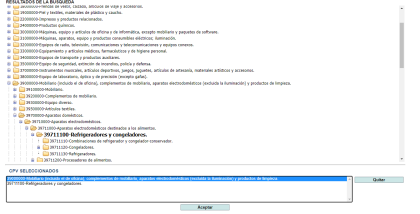 RESULTADOS DE LA BÚSQUEDA
18000000-Prendas de vestir, calzado, artículos de viaje y accesorios.
19000000-Piel y textiles, materiales de plástico y caucho.
22000000-Impresos y productos relacionados.
24000000-Productos químicos.
30000000-Máquinas, equipo y artículos de oficina y de informática, excepto mobiliario y paquetes de software.
31000000-Máquinas, aparatos, equipo y productos consumibles eléctricos; iluminación.
32000000-Equipos de radio, televisión, comunicaciones y telecomunicaciones y equipos conexos.
33000000-Equipamiento y artículos médicos, farmacéuticos y de higiene personal.
34000000-Equipos de transporte y productos auxiliares.
35000000-Equipo de seguridad, extinción de incendios, policía y defensa.
37000000-Instrumentos musicales, artículos deportivos, juegos, juguetes, artículos de artesanía, materiales artísticos y accesorios.
38000000-Equipo de laboratorio, óptico y de precisión (excepto gafas).
39000000-Mobiliario (incluido el de oficina), complementos de mobiliario, aparatos electrodomésticos (excluida la iluminación) y productos de limpieza.
39100000-Mobiliario.
39200000-Complementos de mobiliario.
39300000-Equipo diverso.
39500000-Artículos textiles.
39700000-Aparatos domésticos.
39710000-Aparatos electrodomésticos.
39711000-Aparatos electrodomésticos destinados a los alimentos.
39711100-Refrigeradores y congeladores.
39711110-Combinaciones de refrigerador y congelador conservador.
39711120-Congeladores.
39711130-Refrigeradores.
39711200-Procesadores de alimentos.
CPV SELECCIONADOS
39000000-Mobiliario (incluido el de oficina), complementos de mobiliario, aparatos electrodomésticos (excluida la iluminación) y productos de limpieza.
39711100-Refrigeradores y congeladores.
Quitar
Aceptar